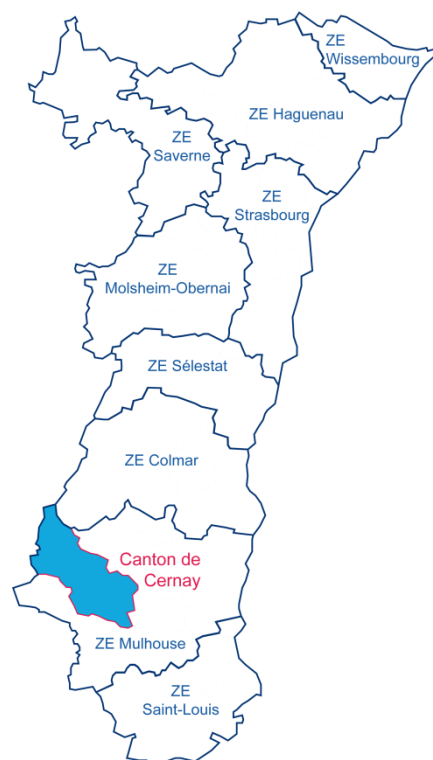 ZE
Wissembourg
ZE Haguenau
ZE
Saverne
ZE
Strasbourg
ZE
Molsheim-Obernai
ZE Sélestat
ZE Colmar
Canton de
Cernay
ZE Mulhouse
ZE
Saint-Louis